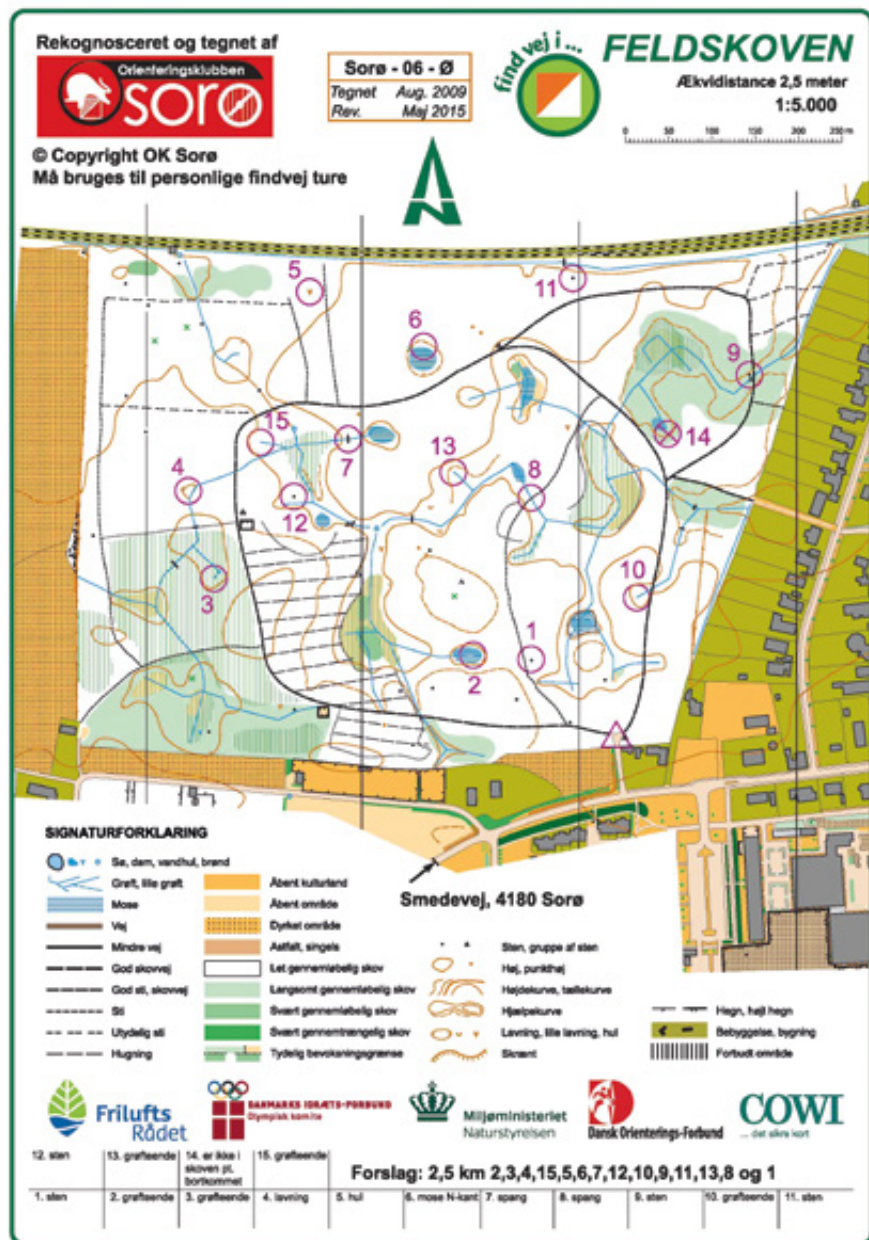 Rekognosceret og tegnet af
Orienteringsklubben
sorø
© Copyright OK Sorø
Må bruges til personlige findvej ture
Sorø - 06 - Ø
Tegnet Aug. 2009
Rev. Maj 2015
find vej i ...
FELDSKOVEN
Ækvidistance 2,5 meter
1:5.000
0 50 100 150 200 250 m
N
5
11
6
9
15
14
7
13
4
8
12
3
10
1
2
SIGNATURFORKLARING
Sø, dam, vandhul, brønd
Grøft, lille grøft
Mose
Vej
Mindre vej
God skovvej
God sti, skovvej
Sti
Utydelig sti
Hugning
Åbent kulturland
Åbent område
Dyrket område
Asfalt, singels
Let gennemløbelig skov
Langsomt gennemløbelig skov
Svært gennemløbelig skov
Svært gennemtrængelig skov
Tydelig bevoksningsgrænse
Smedevej, 4180 Sorø
Sten, gruppe af sten
Høj, punkthøj
Højdekurve, tællekurve
Hjælpekurve
Lavning, lille lavning, hul
Skrænt
Hegn, højt hegn
Bebyggelse, bygning
Forbudt område
Frilufts
Rådet
DANMARKS IDRÆTS-FORBUND
Olympisk komite
Miljøministeriet
Naturstyrelsen
Dansk Orienterings-Forbund
COWI
... det sikre kort
12. sten
13. grøfteende
14. er ikke i skoven pt. bortkommet
15. grøfteende
Forslag: 2,5 km 2,3,4,15,5,6,7,12,10,9,11,13,8 og 1
1. sten
2. grøfteende
3. grøfteende
4. lavning
5. hul
6. mose N-kant
7. spang
8. spang
9. sten
10. grøfteende
11. sten